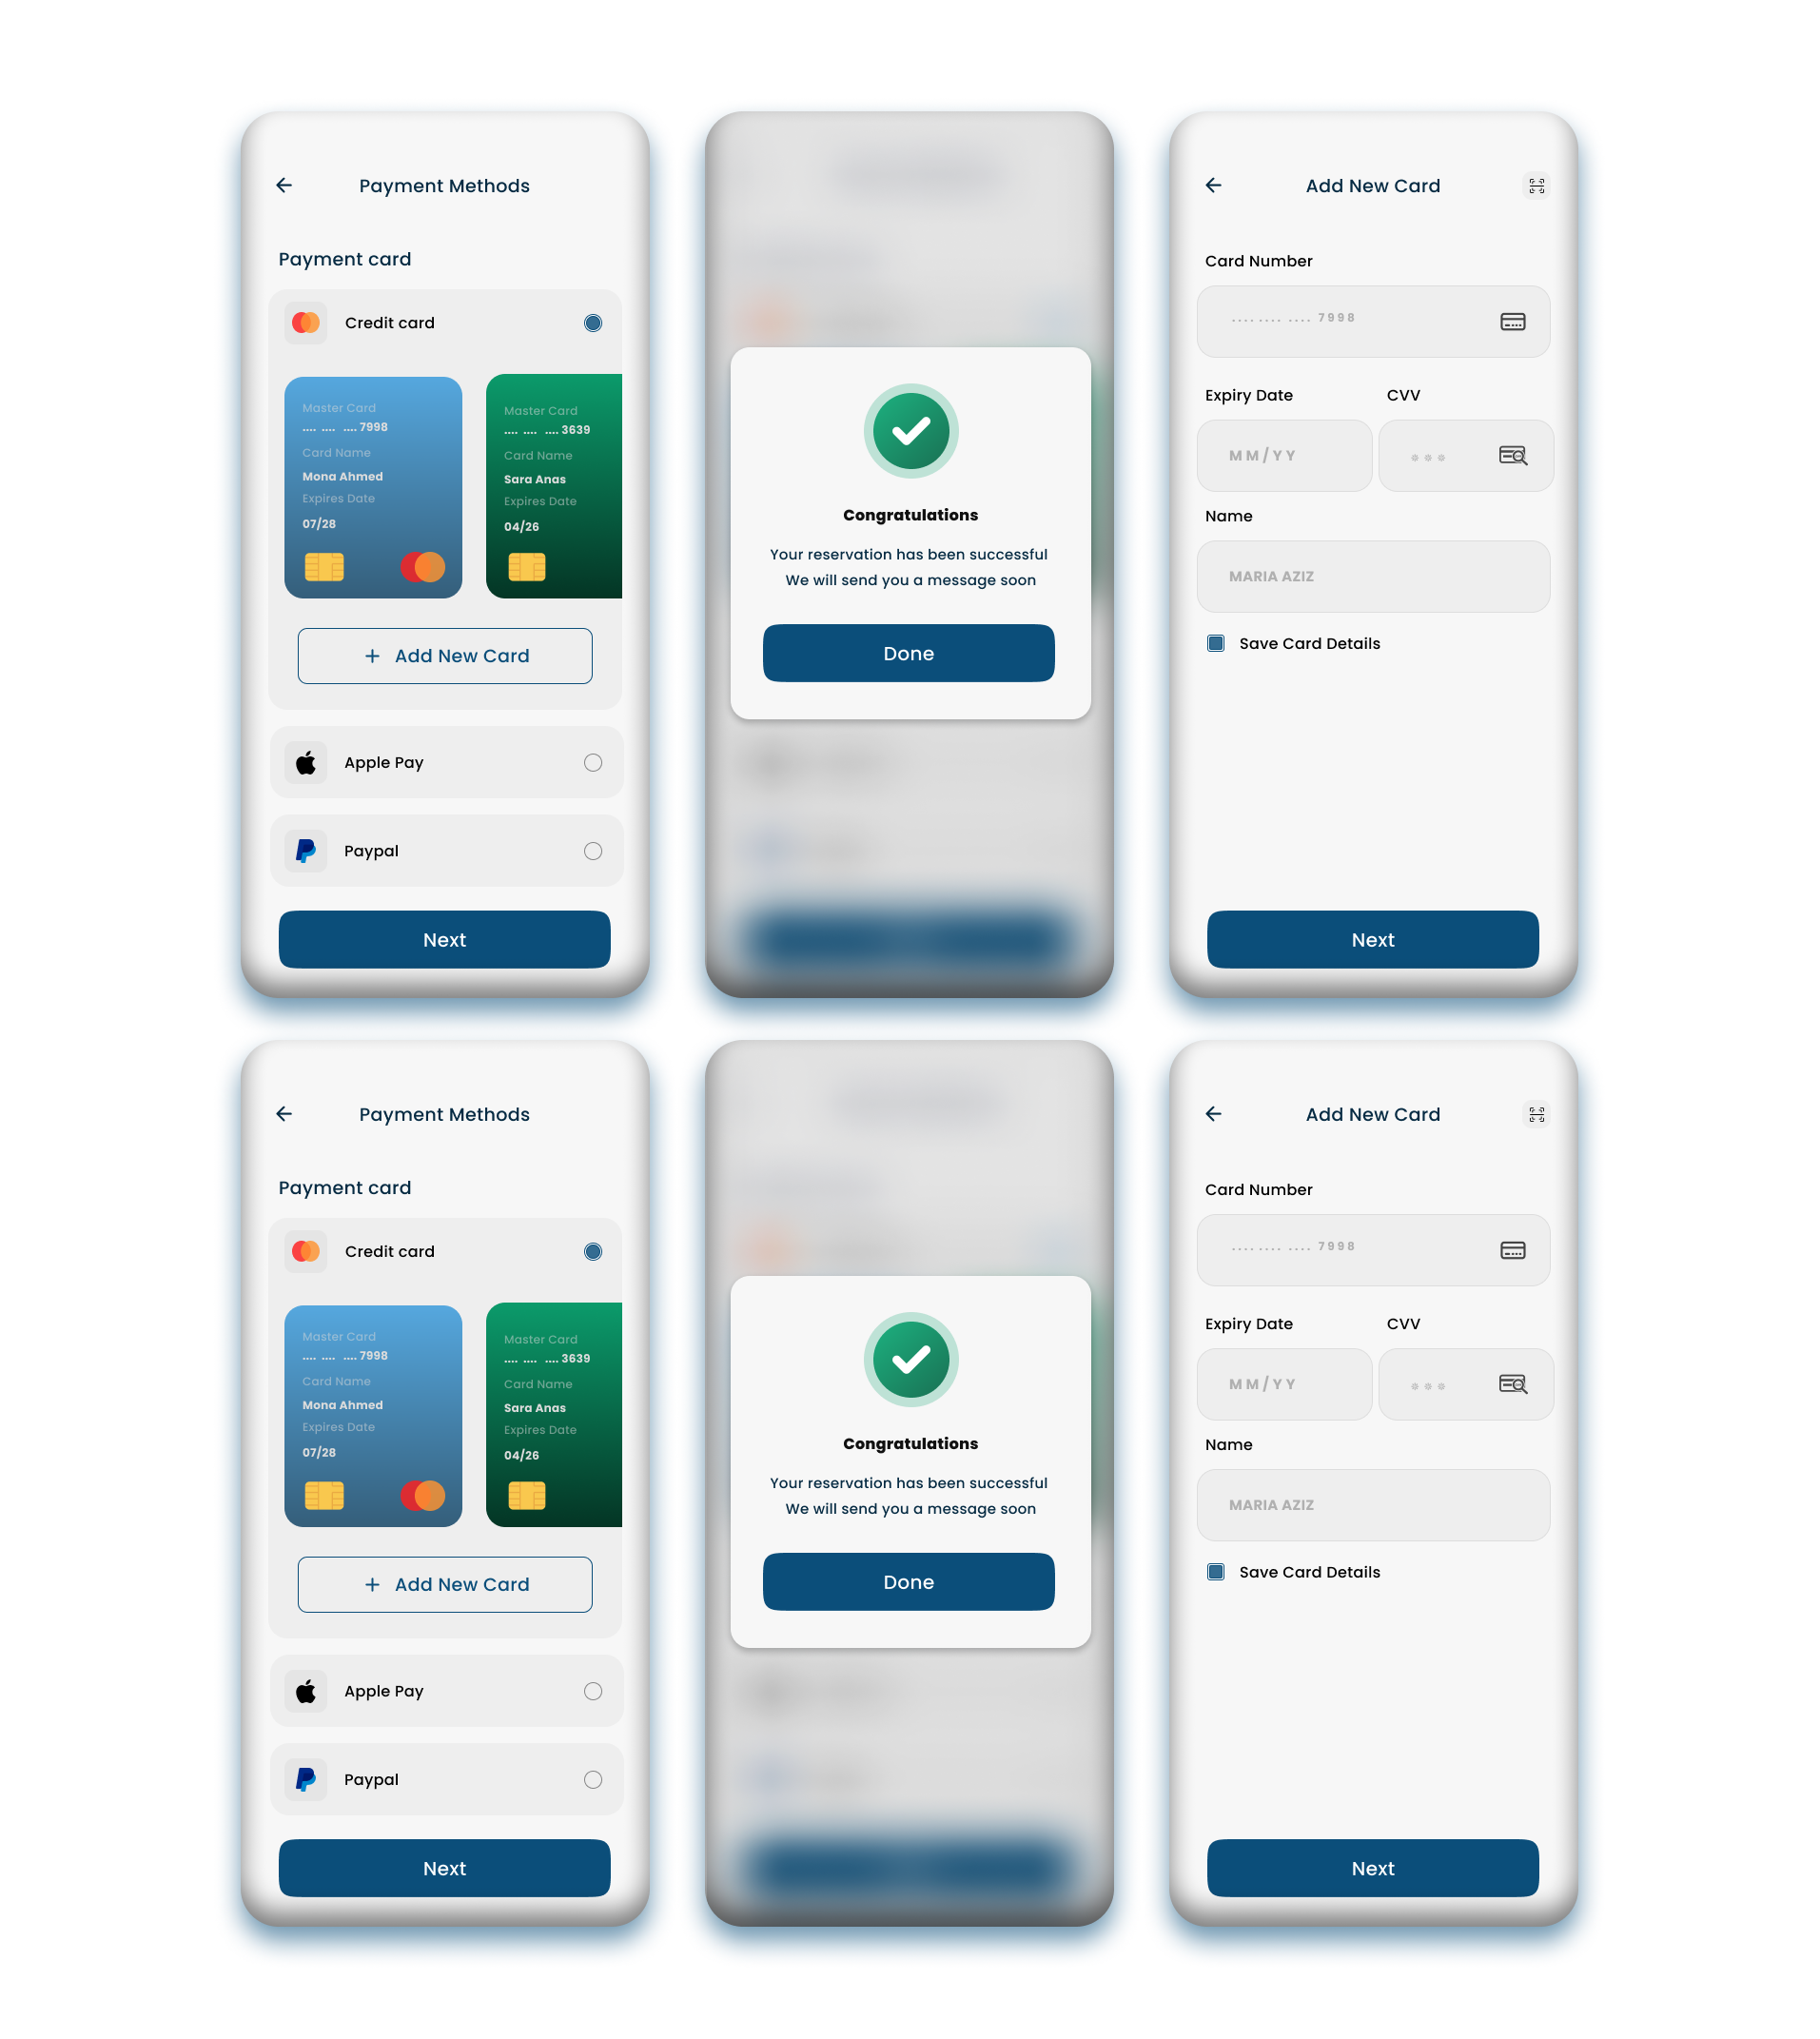 Payment Methods
Payment card
Credit card
Master Card
.... .... .... 7998
Card Name
Mona Ahmed
Expires Date
07/28
Master Card
.... .... .... 3639
Card Name
Sara Anas
Expires Date
04/26
+ Add New Card
Apple Pay
Paypal
Next
Congratulations
Your reservation has been successful
We will send you a message soon
Done
Add New Card
Card Number
.... .... .... 7998
Expiry Date
CVV
MM/YY
***
Name
MARIA AZIZ
Save Card Details
Next
Payment Methods
Payment card
Credit card
Master Card
.... .... .... 7998
Card Name
Mona Ahmed
Expires Date
07/28
Master Card
.... .... .... 3639
Card Name
Sara Anas
Expires Date
04/26
+ Add New Card
Apple Pay
Paypal
Next
Congratulations
Your reservation has been successful
We will send you a message soon
Done
Add New Card
Card Number
.... .... .... 7998
Expiry Date
CVV
MM/YY
***
Name
MARIA AZIZ
Save Card Details
Next